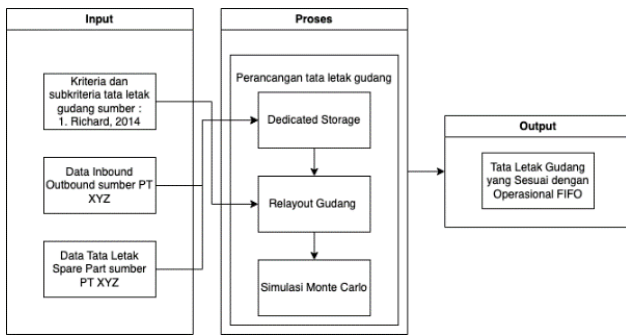 Input
Kriteria dan
subkriteria tata letak
gudang sumber :
1. Richard, 2014
Data Inbound
Outbound sumber PT
XYZ
Data Tata Letak
Spare Part sumber
PT XYZ
Proses
Perancangan tata letak gudang
Dedicated Storage
Relayout Gudang
Simulasi Monte Carlo
Output
Tata Letak Gudang
yang Sesuai dengan
Operasional FIFO